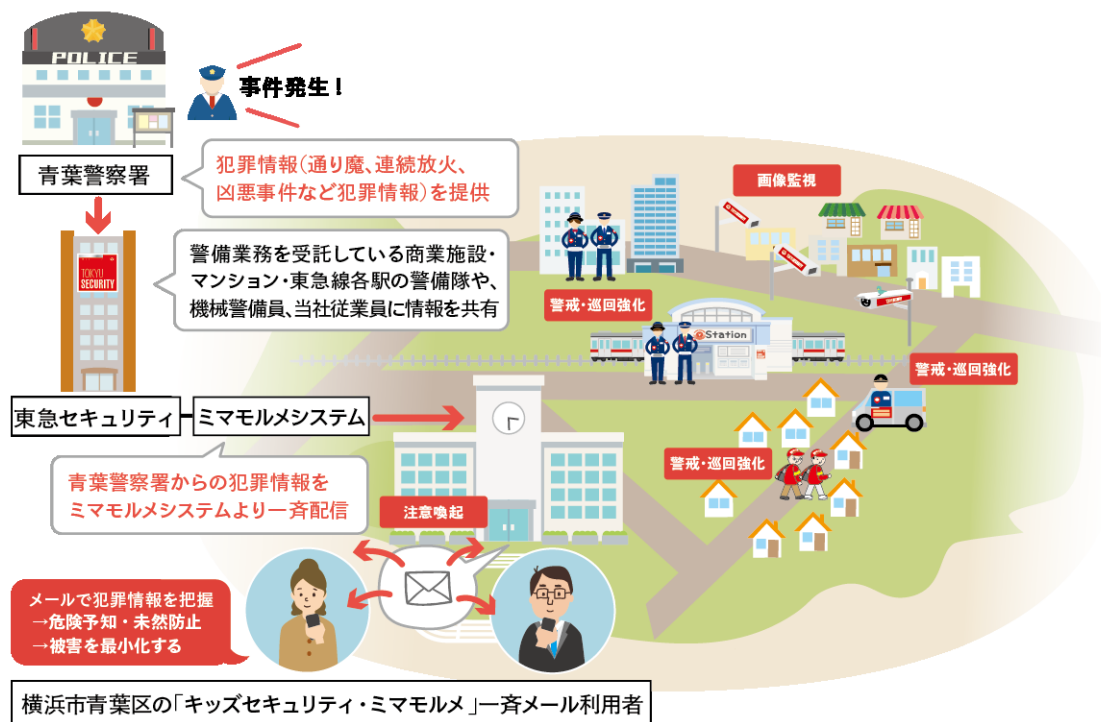 POLICE
事件発生！
青葉警察署
犯罪情報（通り魔、連続放火、
凶悪事件など犯罪情報）を提供
画像監視
TOKYU
SECURITY
警備業務を受託している商業施設・
マンション・東急線各駅の警備隊や、
機械警備員、当社従業員に情報を共有
警戒・巡回強化
Station
警戒・巡回強化
東急セキュリティ
ミマモルメシステム
警戒・巡回強化
青葉警察署からの犯罪情報を
ミマモルメシステムより一斉配信
注意喚起
メールで犯罪情報を把握
→危険予知・未然防止
→被害を最小化する
横浜市青葉区の「キッズセキュリティ・ミマモルメ」一斉メール利用者